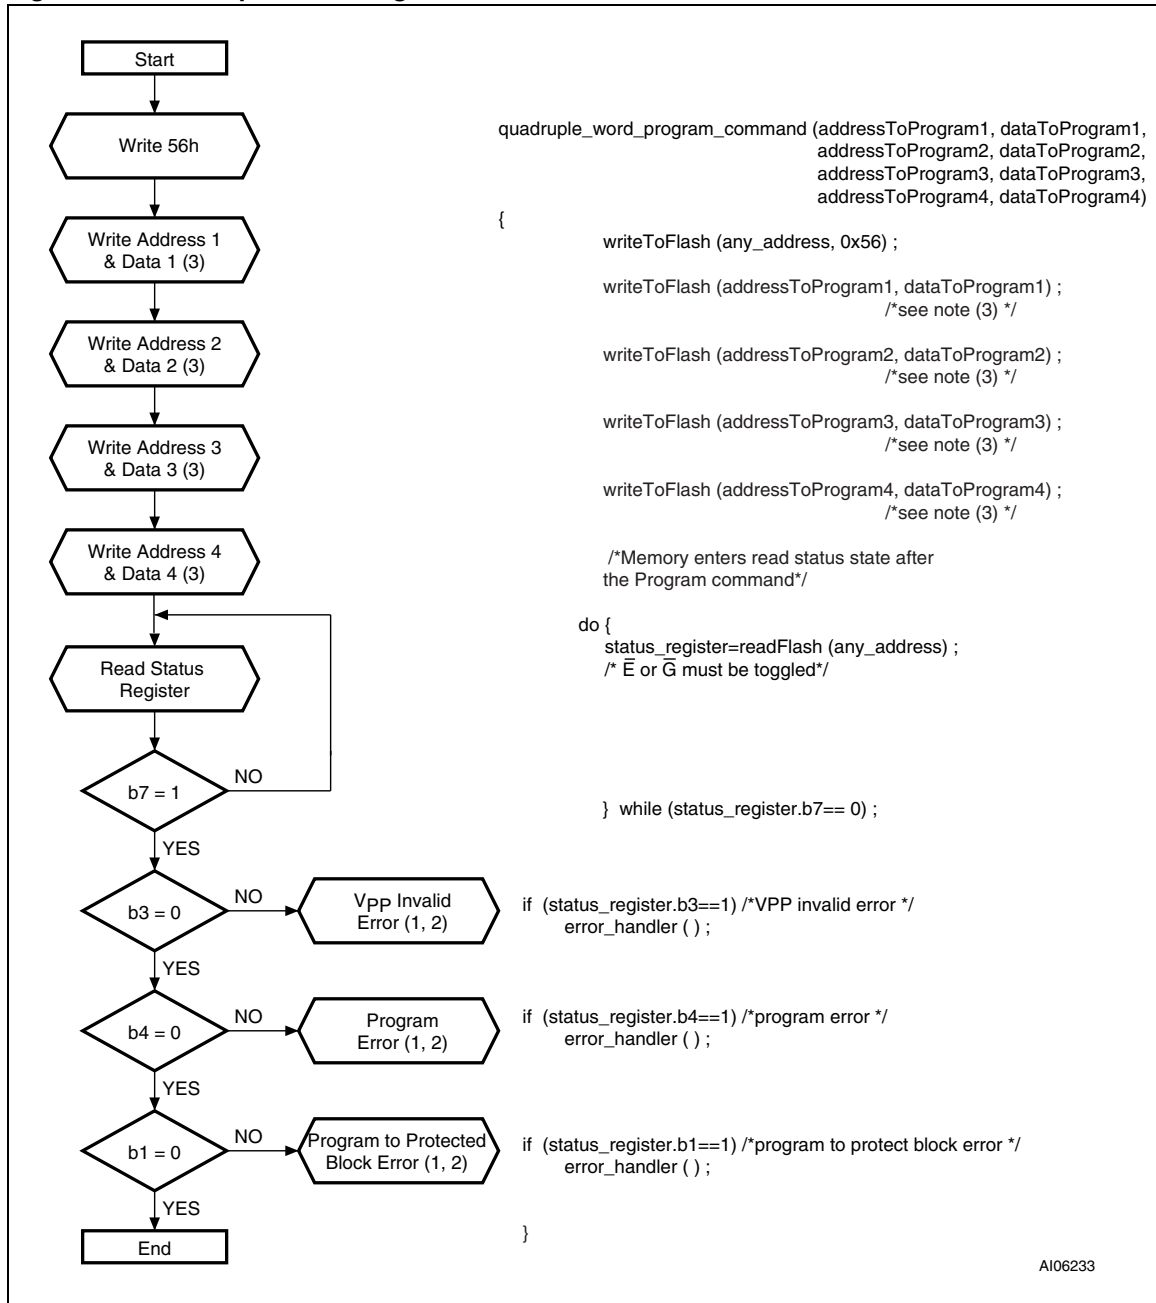 Start
Write 56h
Write Address 1
& Data 1 (3)
Write Address 2
& Data 2 (3)
Write Address 3
& Data 3 (3)
Write Address 4
& Data 4 (3)
Read Status
Register
b7 = 1
NO
YES
b3 = 0
NO
VPP Invalid
Error (1, 2)
YES
b4 = 0
NO
Program
Error (1, 2)
YES
b1 = 0
NO
Program to Protected
Block Error (1, 2)
YES
End
quadruple_word_program_command (addressToProgram1, dataToProgram1,
addressToProgram2, dataToProgram2,
addressToProgram3, dataToProgram3,
addressToProgram4, dataToProgram4)
{
writeToFlash (any_address, 0x56) ;
writeToFlash (addressToProgram1, dataToProgram1) ;
/*see note (3) */
writeToFlash (addressToProgram2, dataToProgram2) ;
/*see note (3) */
writeToFlash (addressToProgram3, dataToProgram3) ;
/*see note (3) */
writeToFlash (addressToProgram4, dataToProgram4) ;
/*see note (3) */
/*Memory enters read status state after
the Program command*/
do {
status_register=readFlash (any_address) ;
/* E̅ or G̅ must be toggled*/
} while (status_register.b7== 0) ;
if (status_register.b3==1) /*VPP invalid error */
error_handler ( ) ;
if (status_register.b4==1) /*program error */
error_handler ( ) ;
if (status_register.b1==1) /*program to protect block error */
error_handler ( ) ;
}
AI06233